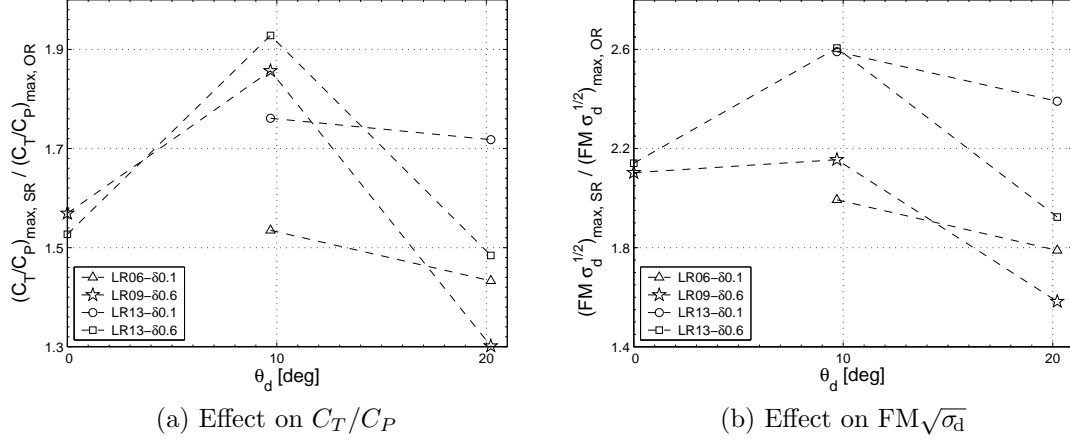 (C_T/C_P)_max, SR / (C_T/C_P)_max, OR
1.9
1.7
1.5
1.3
LR06−δ0.1
LR09−δ0.6
LR13−δ0.1
LR13−δ0.6
0
10
20
θ_d [deg]
(a) Effect on C_T/C_P
(FM σ_d^1/2)_max, SR / (FM σ_d^1/2)_max, OR
2.6
2.2
1.8
1.4
LR06−δ0.1
LR09−δ0.6
LR13−δ0.1
LR13−δ0.6
0
10
20
θ_d [deg]
(b) Effect on FM√σ_d